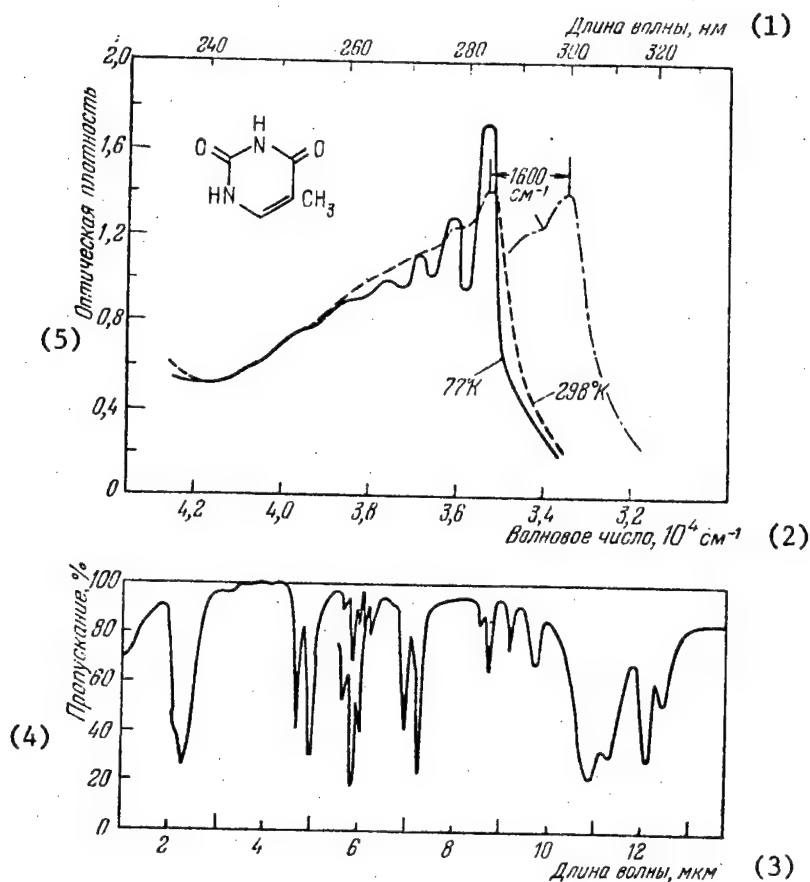 Длина волны, нм (1)
240 260 280 300 320
2,0
1,6
1,2
0,8
0,4
0
Оптическая плотность
(5)
H
O N O
HN
CH₃
1600
см⁻¹
77°К
298°К
4,2 4,0 3,8 3,6 3,4 3,2
Волновое число, 10⁴ см⁻¹ (2)
100
80
60
40
20
0
Пропускание, %
(4)
2 4 6 8 10 12
Длина волны, мкм (3)